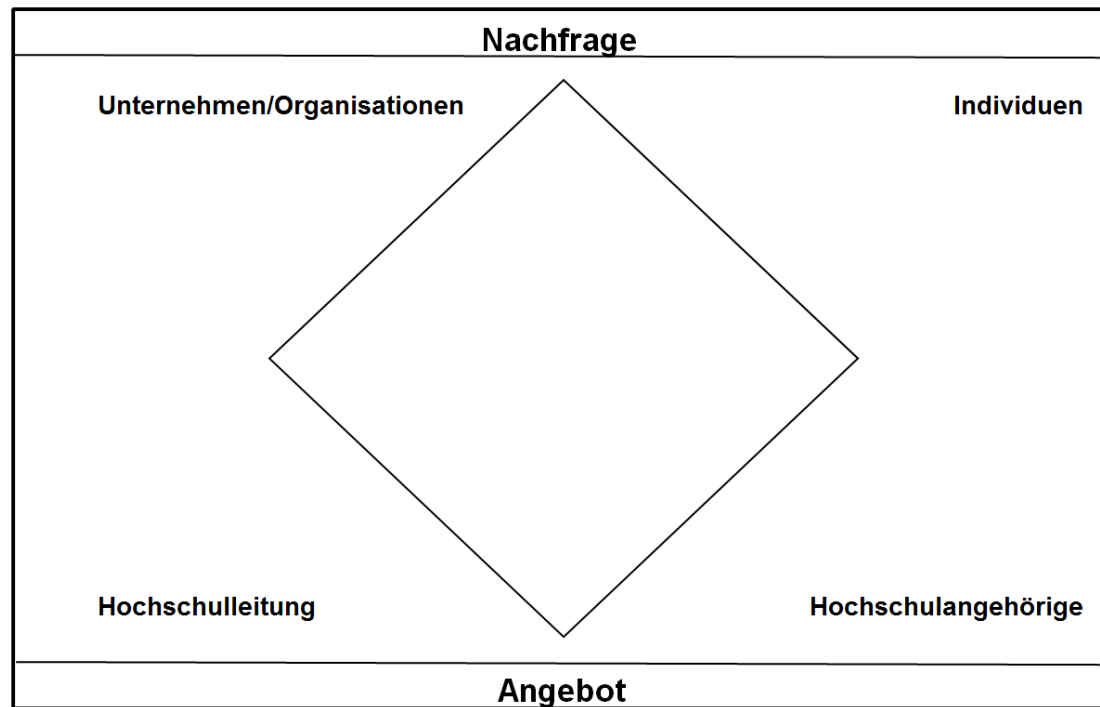 Nachfrage
Unternehmen/Organisationen
Individuen
Hochschulleitung
Hochschulangehörige
Angebot